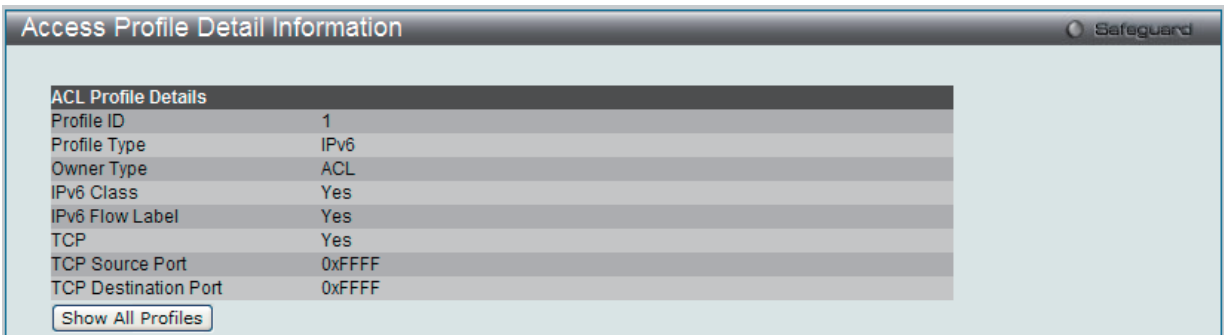 Access Profile Detail Information
Safeguard
ACL Profile Details
Profile ID 1
Profile Type IPv6
Owner Type ACL
IPv6 Class Yes
IPv6 Flow Label Yes
TCP Yes
TCP Source Port 0xFFFF
TCP Destination Port 0xFFFF
Show All Profiles